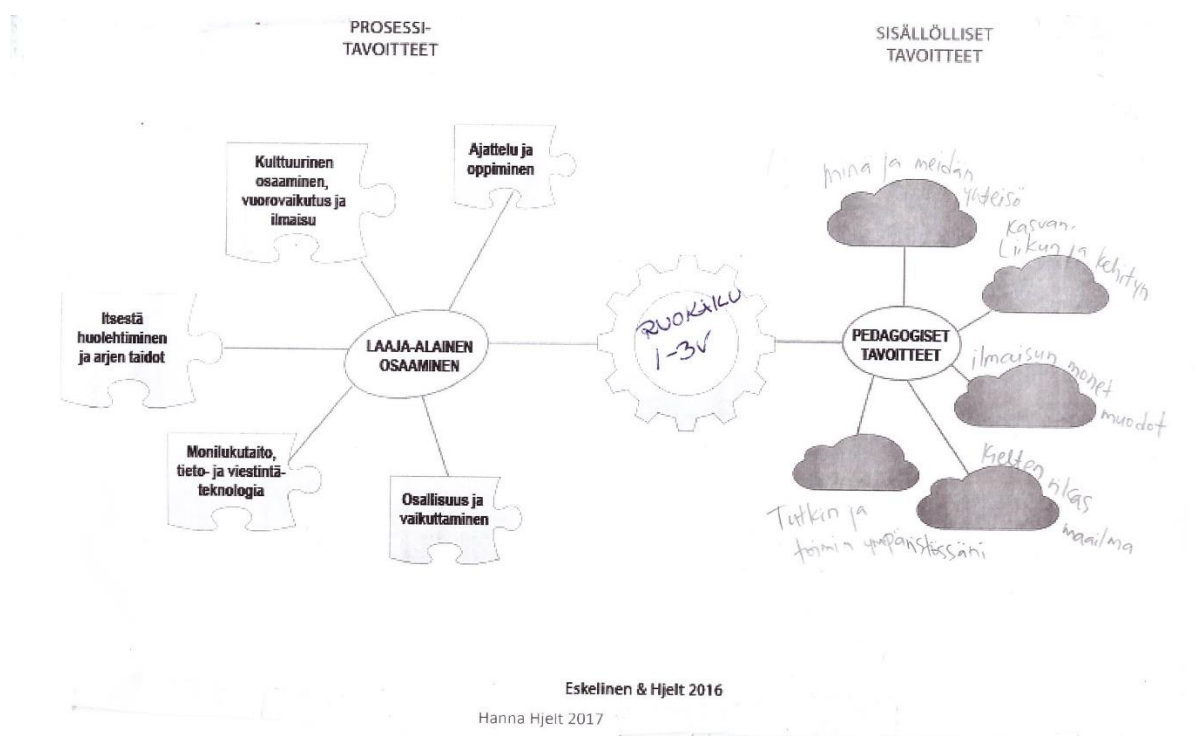 PROSESSI-
TAVOITTEET
SISÄLLÖLLISET
TAVOITTEET
Kulttuurinen
osaaminen,
vuorovaikutus ja
ilmaisu
Ajattelu ja
oppiminen
Itsestä
huolehtiminen
ja arjen taidot
LAAJA-ALAINEN
OSAAMINEN
Monilukutaito,
tieto- ja viestintä-
teknologia
Osallisuus ja
vaikuttaminen
RUOKAILU
1-3V
PEDAGOGISET
TAVOITTEET
minä ja meidän
yhteisö
Kasvan.
Liikun ja kehityn
ilmaisun monet
muodot
Kielten rikas
maailma
Tutkin ja
toimin ympäristössäni
Eskelinen & Hjelt 2016
Hanna Hjelt 2017